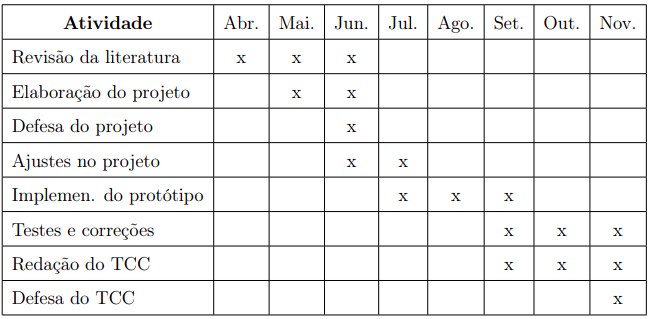 Atividade Abr. Mai. Jun. Jul. Ago. Set. Out. Nov.
Revisão da literatura x x x
Elaboração do projeto x x
Defesa do projeto x
Ajustes no projeto x x
Implemen. do protótipo x x x
Testes e correções x x x
Redação do TCC x x x
Defesa do TCC x